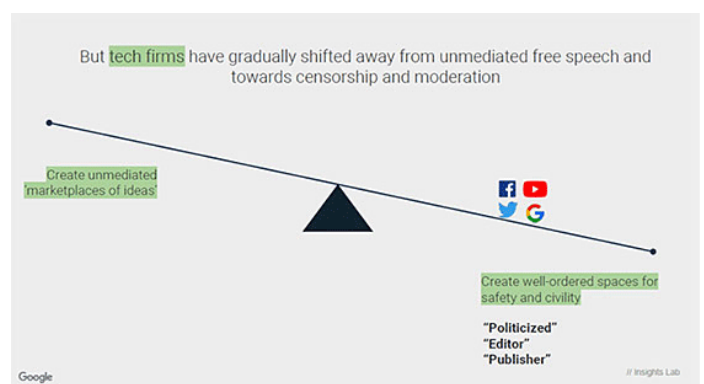 But tech firms have gradually shifted away from unmediated free speech and
towards censorship and moderation
Create unmediated
'marketplaces of ideas'
Create well-ordered spaces for
safety and civility
“Politicized”
“Editor”
“Publisher”
Google
// Insights Lab